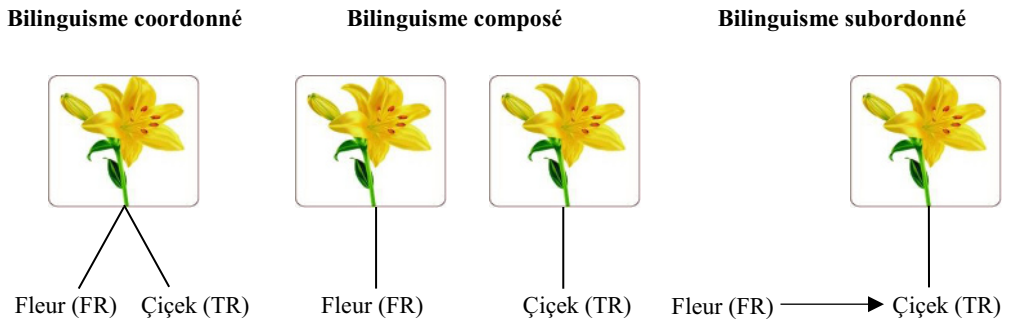 Bilinguisme coordonné
Bilinguisme composé
Bilinguisme subordonné
Fleur (FR)
Çiçek (TR)
Fleur (FR)
Çiçek (TR)
Fleur (FR)
Çiçek (TR)